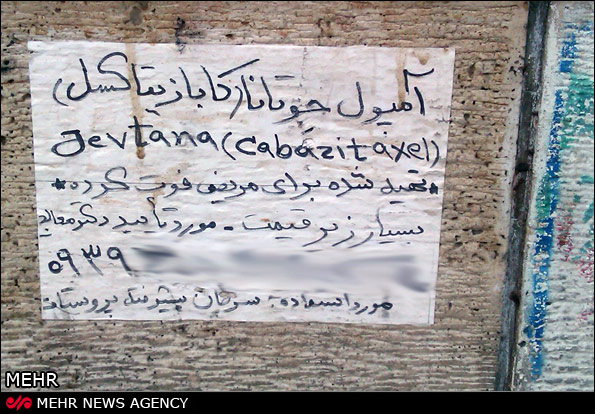 آمپول جوتانا(کابازیتاکسل)
Jevtana (cabazitaxel)
*تهیه شده برای مریض فوت کرده*
بسیار زیر قیمت - مورد تأیید دکتر معالج
۰۹۳۹
مورد استفاده: سرطان پیشرفته پروستات
MEHR
MEHR NEWS AGENCY